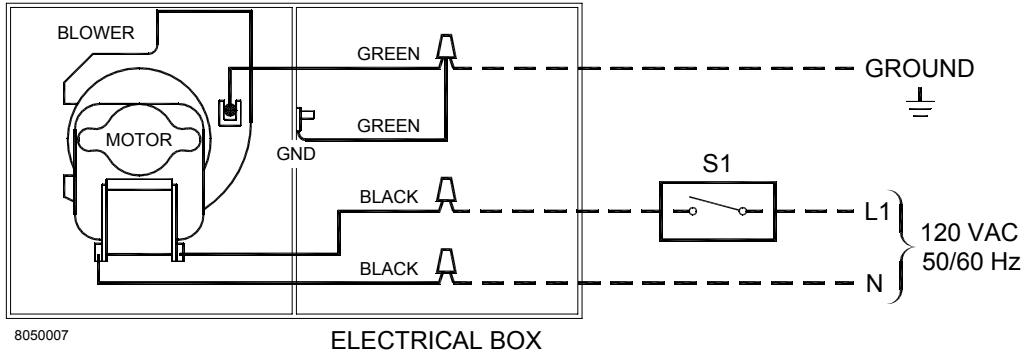 BLOWER
GREEN
GROUND
MOTOR
GREEN
GND
S1
BLACK
L1
120 VAC
50/60 Hz
BLACK
N
8050007
ELECTRICAL BOX